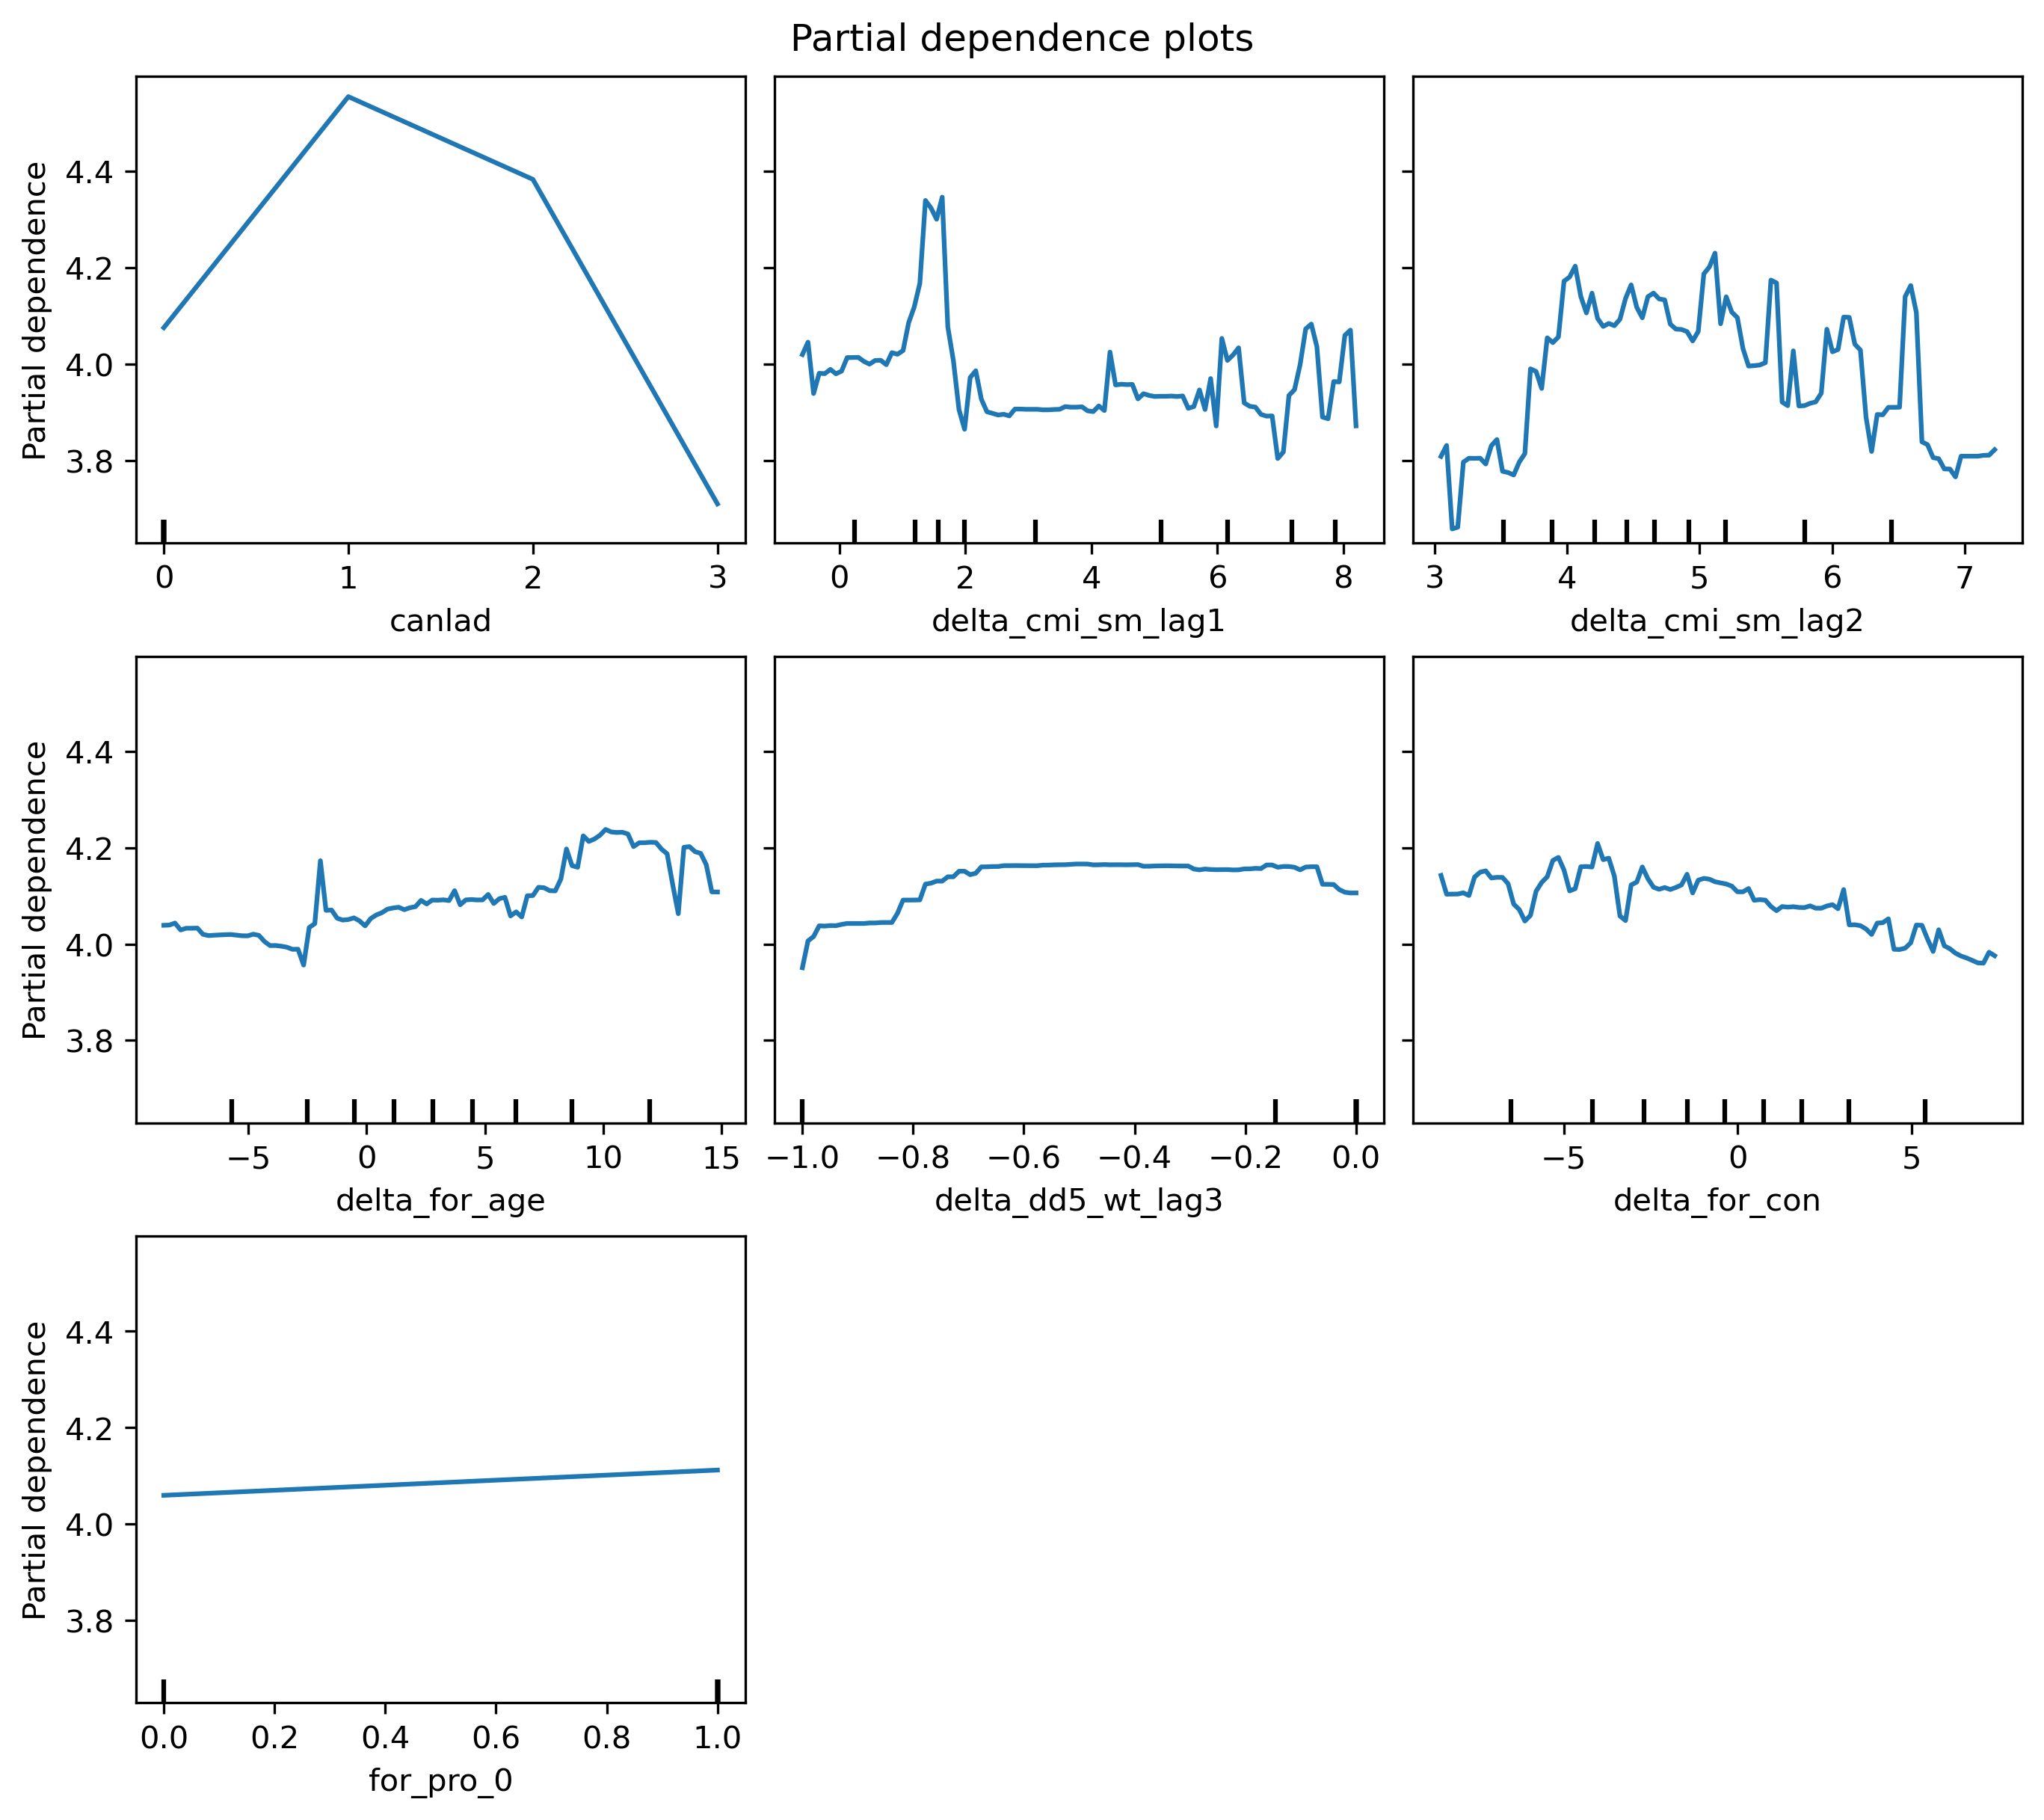 Partial dependence plots
Partial dependence
4.4
4.2
4.0
3.8
0 1 2 3
canlad
0 2 4 6 8
delta_cmi_sm_lag1
3 4 5 6 7
delta_cmi_sm_lag2
Partial dependence
4.4
4.2
4.0
3.8
−5 0 5 10 15
delta_for_age
−1.0 −0.8 −0.6 −0.4 −0.2 0.0
delta_dd5_wt_lag3
−5 0 5
delta_for_con
Partial dependence
4.4
4.2
4.0
3.8
0.0 0.2 0.4 0.6 0.8 1.0
for_pro_0